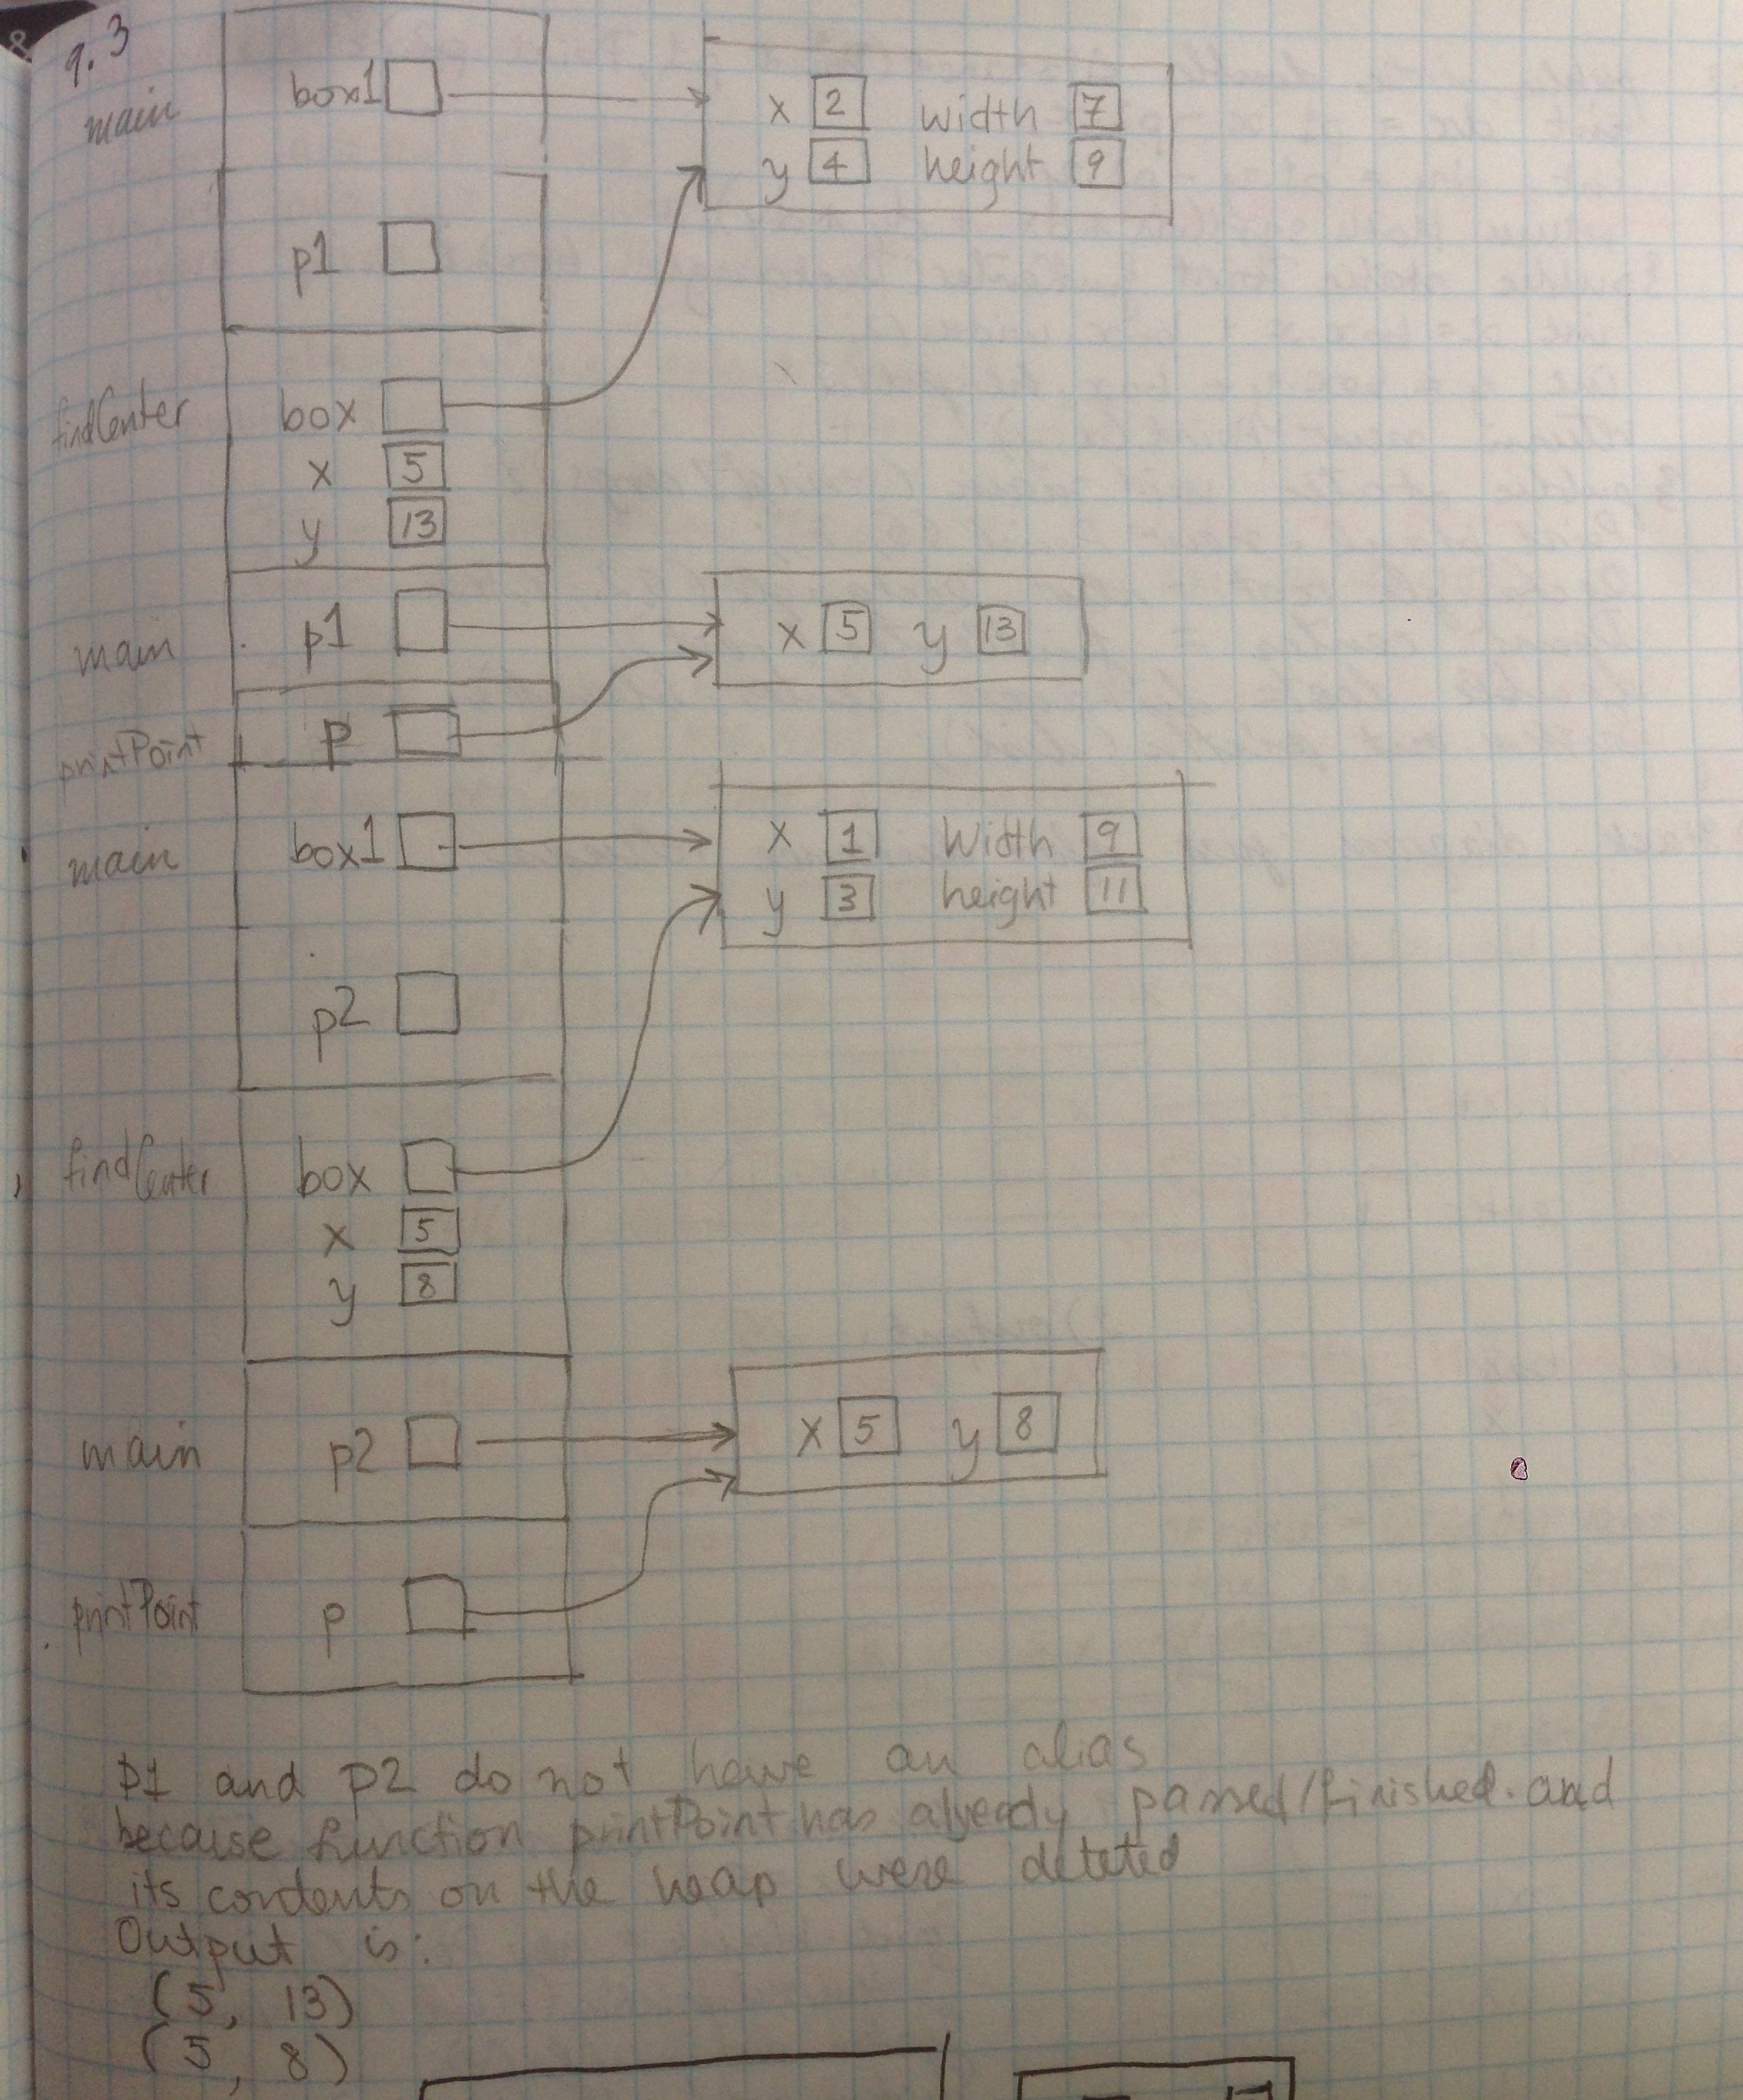 9.3
main box1 x 2 width 7
y 4 height 9
p1
findCenter box
x 5
y 13
main p1 x 5 y 13
printPoint p
main box1 x 1 Width 9
y 3 height 11
p2
findCenter box
x 5
y 8
main p2 x 5 y 8
printPoint p
p1 and p2 do not have an alias
because function printPoint has already passed/finished. and
its contents on the heap were deteted
Output is:
(5, 13)
(5, 8)